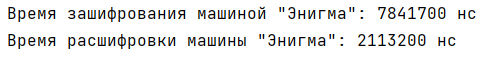 Время зашифрования машиной "Энигма": 7841700 нс
Время расшифровки машины "Энигма": 2113200 нс